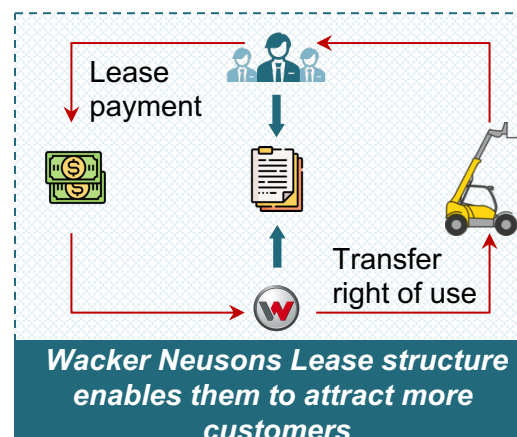 Lease
payment
Transfer
right of use
Wacker Neusons Lease structure
enables them to attract more
customers